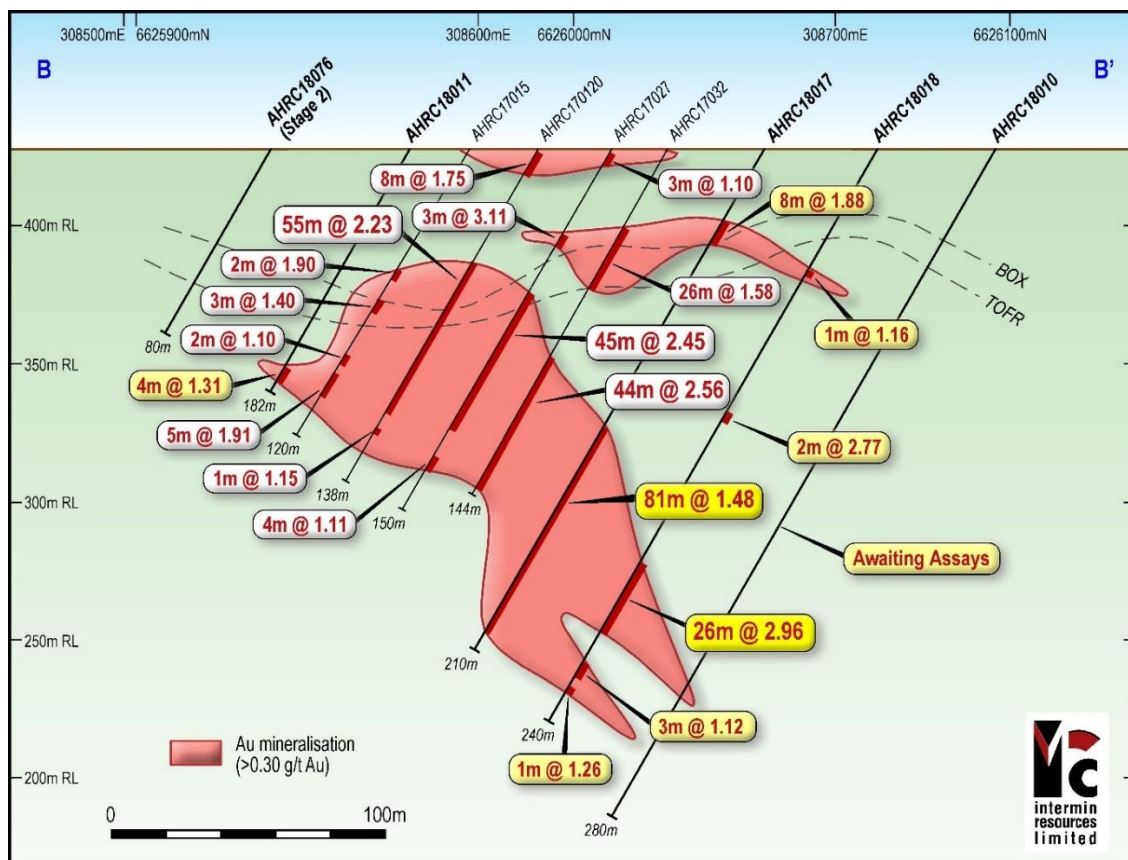 308500mE 6625900mN 308600mE 6626000mN 308700mE 6626100mN
B B'
AHRC18076
(Stage 2)
AHRC18011
AHRC17015
AHRC170120
AHRC17027
AHRC17032
AHRC18017
AHRC18018
AHRC18010
8m @ 1.75
3m @ 1.10
8m @ 1.88
400m RL
55m @ 2.23
3m @ 3.11
2m @ 1.90
BOX
TOFR
3m @ 1.40
26m @ 1.58
1m @ 1.16
2m @ 1.10
45m @ 2.45
80m
350m RL
4m @ 1.31
44m @ 2.56
182m
5m @ 1.91
120m
2m @ 2.77
1m @ 1.15
138m
300m RL
150m
144m
81m @ 1.48
4m @ 1.11
Awaiting Assays
26m @ 2.96
250m RL
210m
240m
3m @ 1.12
1m @ 1.26
Au mineralisation
(>0.30 g/t Au)
200m RL
0 100m
280m
intermin
resources
limited